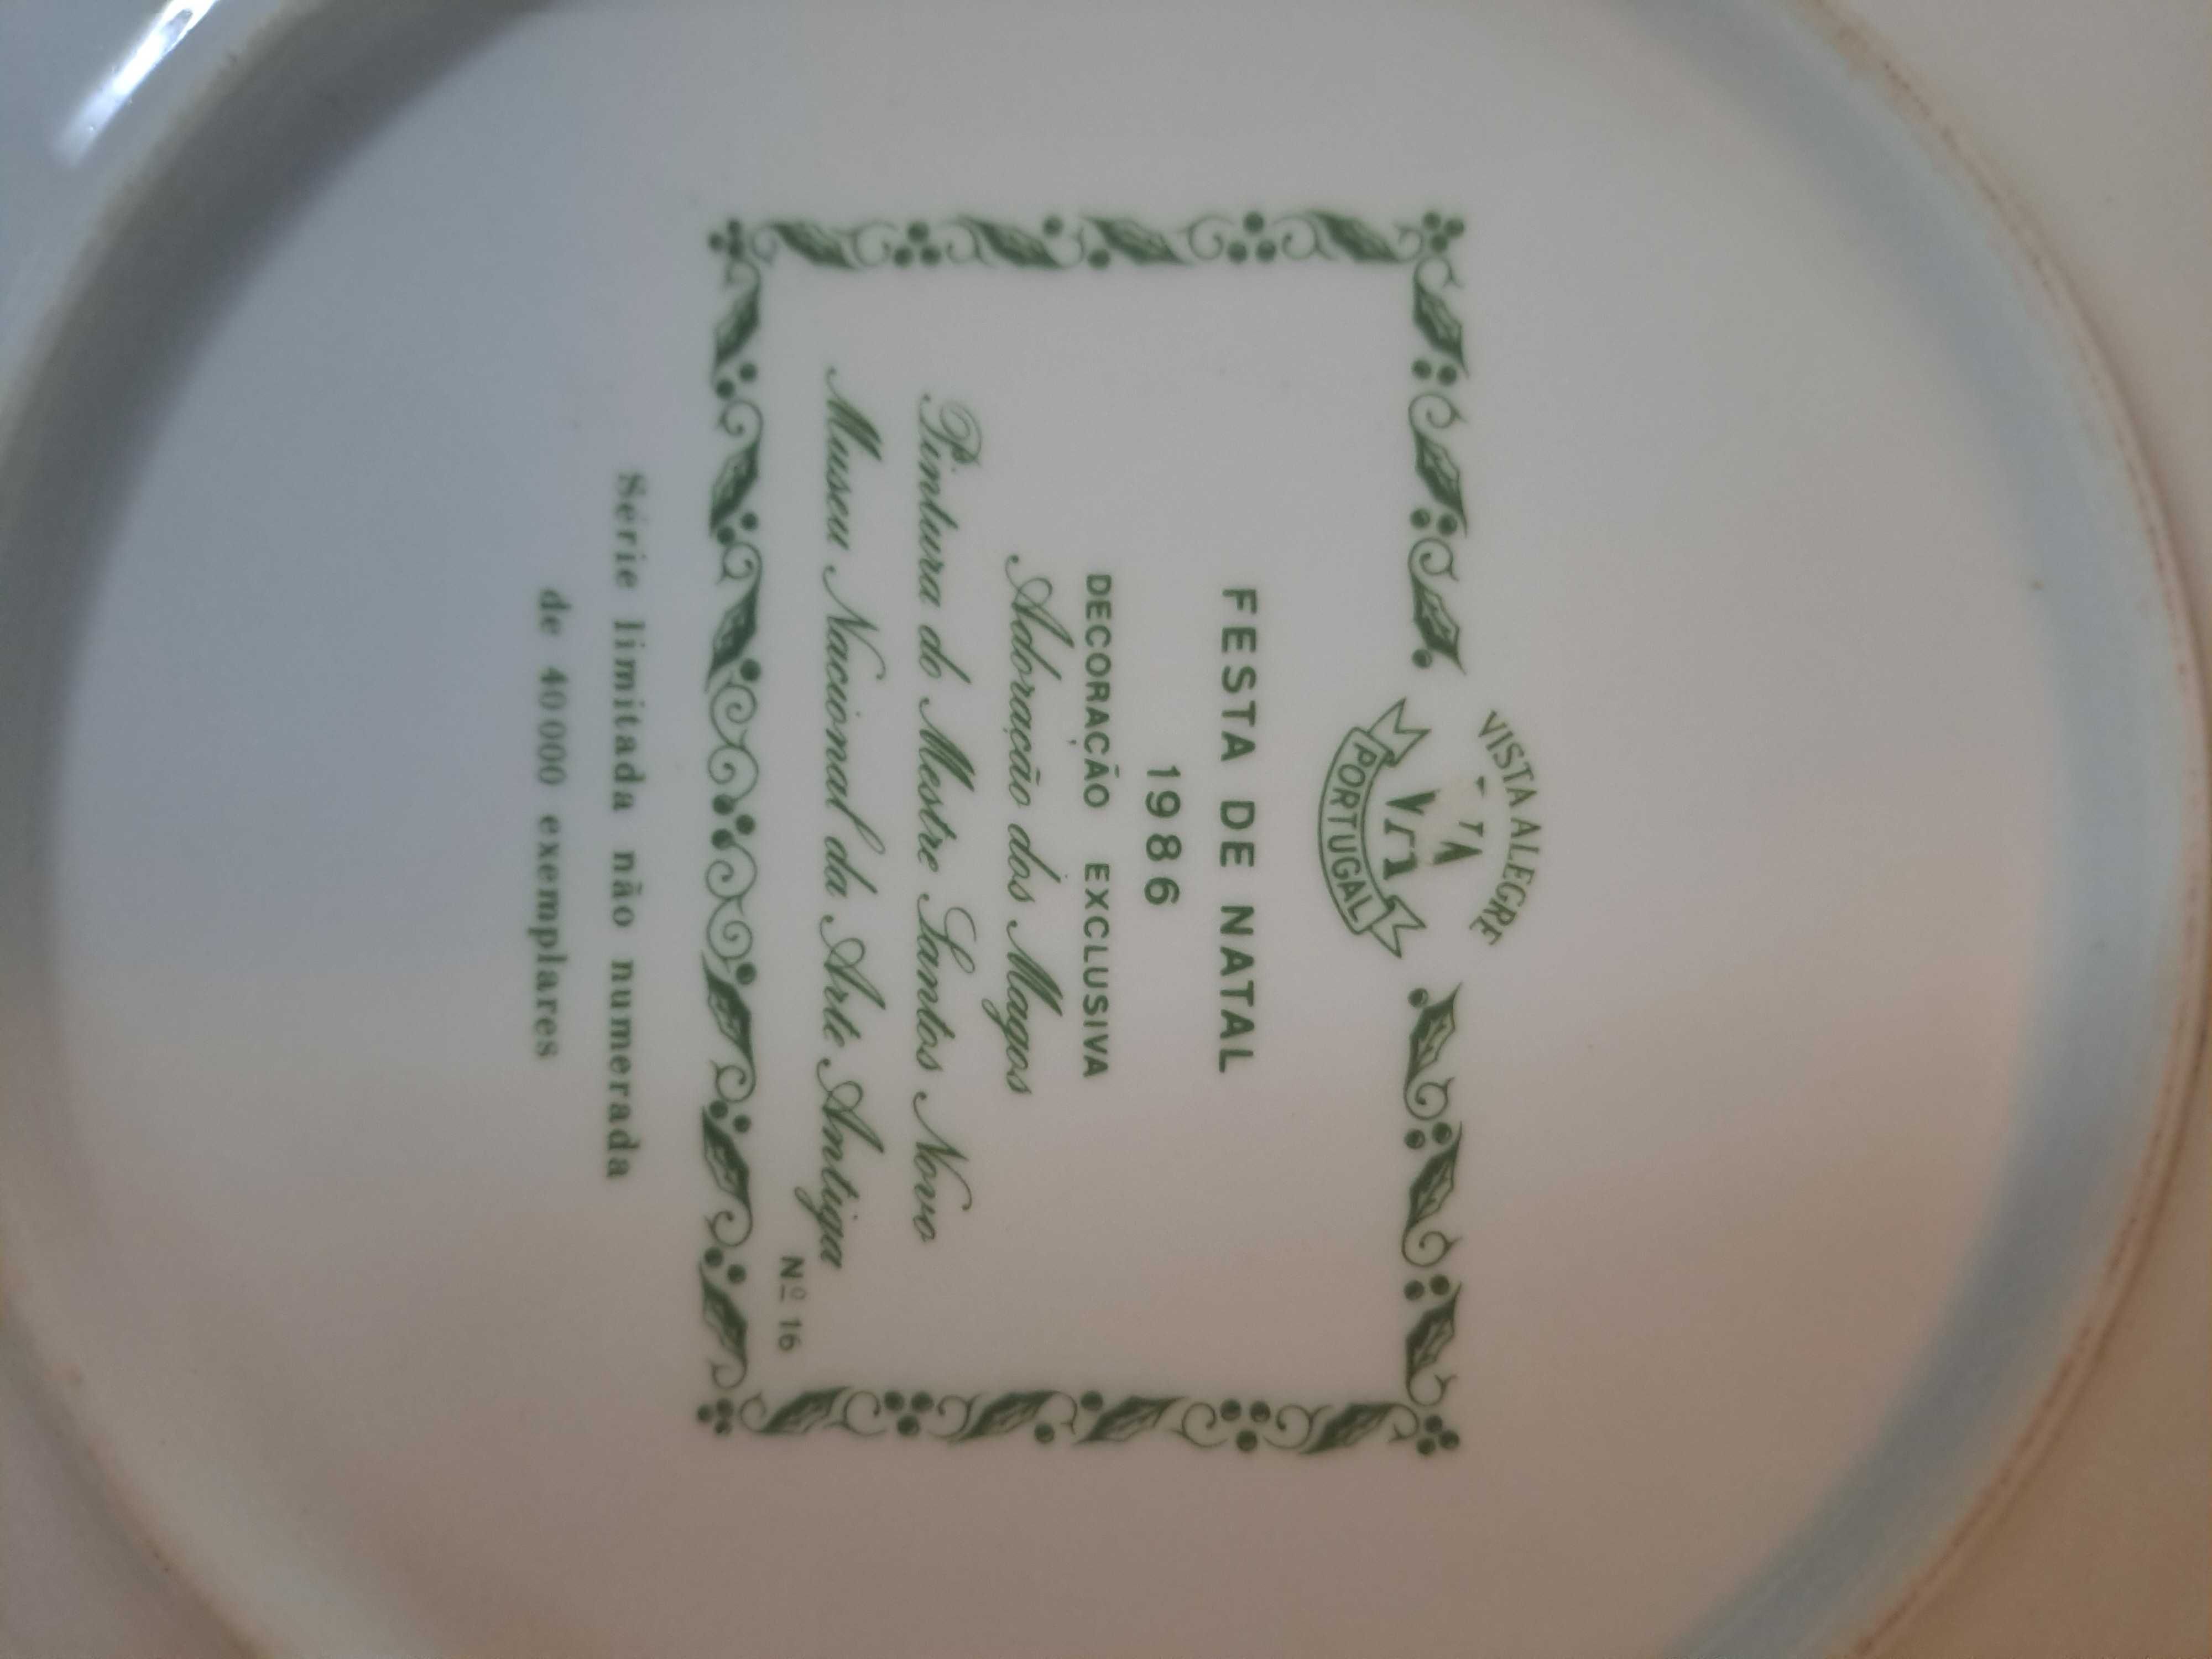 VISTA ALEGRE
VA
PORTUGAL
FESTA DE NATAL
1986
DECORAÇÃO EXCLUSIVA
Adoração dos Magos
Pintura do Mestre Santos Novo
Museu Nacional da Arte Antiga
Nº 16
Série limitada não numerada
de 40000 exemplares